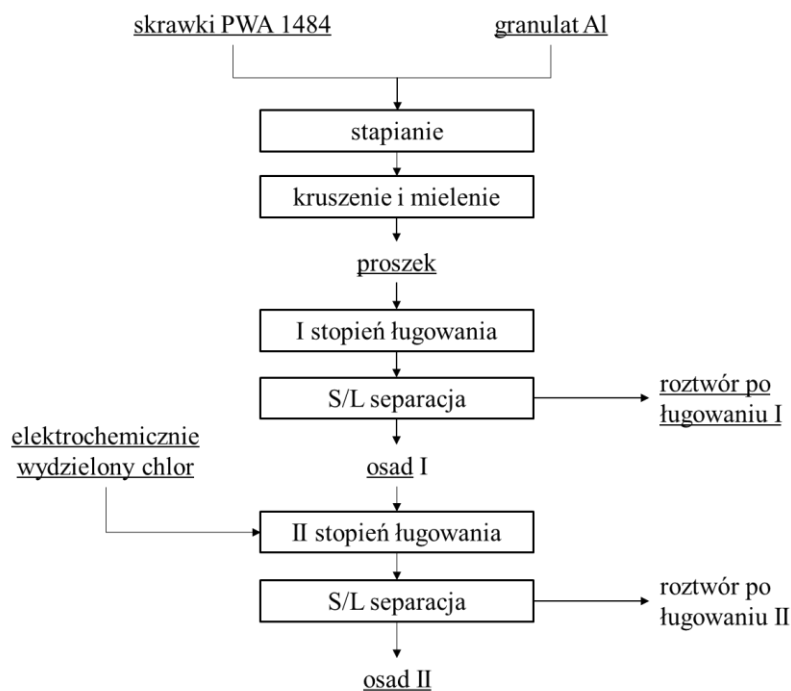 skrawki PWA 1484
granulat Al
stapianie
kruszenie i mielenie
proszek
I stopień ługowania
S/L separacja
roztwór po
ługowaniu I
elektrochemicznie
wydzielony chlor
osad I
II stopień ługowania
S/L separacja
roztwór po
ługowaniu II
osad II